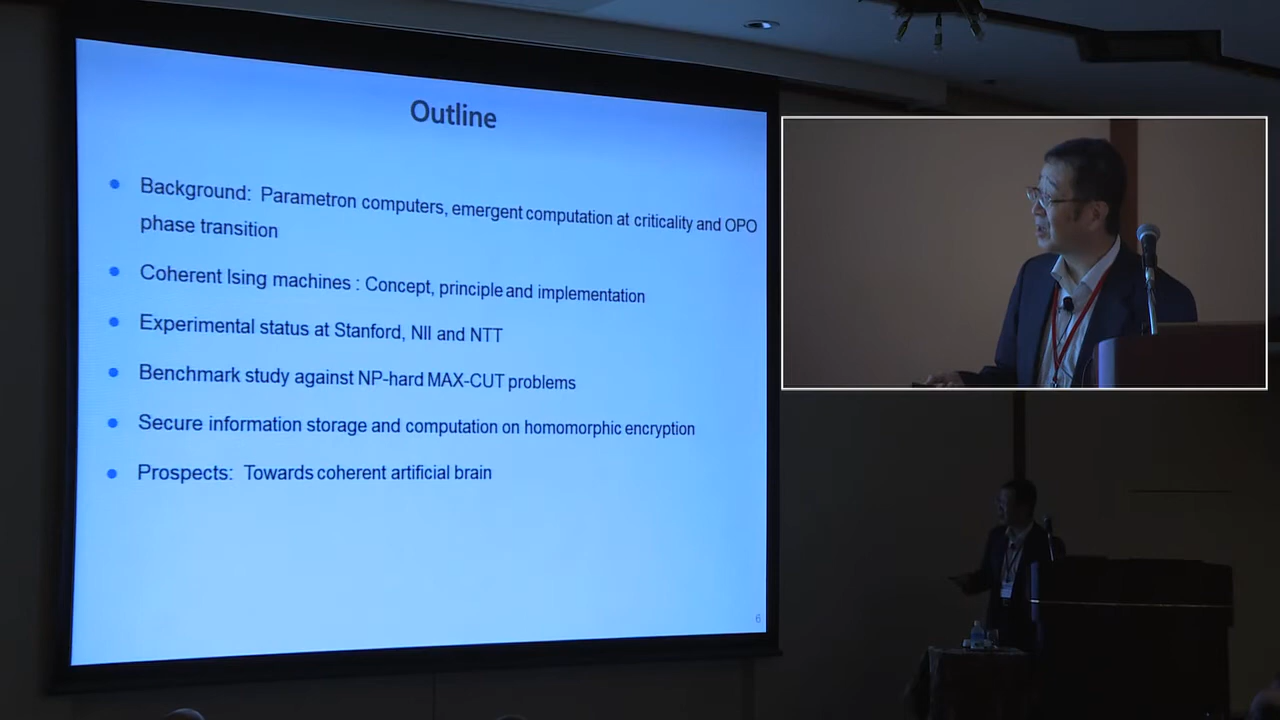 Outline
Background: Parametron computers, emergent computation at criticality and OPO
phase transition
Coherent Ising machines : Concept, principle and implementation
Experimental status at Stanford, NII and NTT
Benchmark study against NP-hard MAX-CUT problems
Secure information storage and computation on homomorphic encryption
Prospects: Towards coherent artificial brain
6